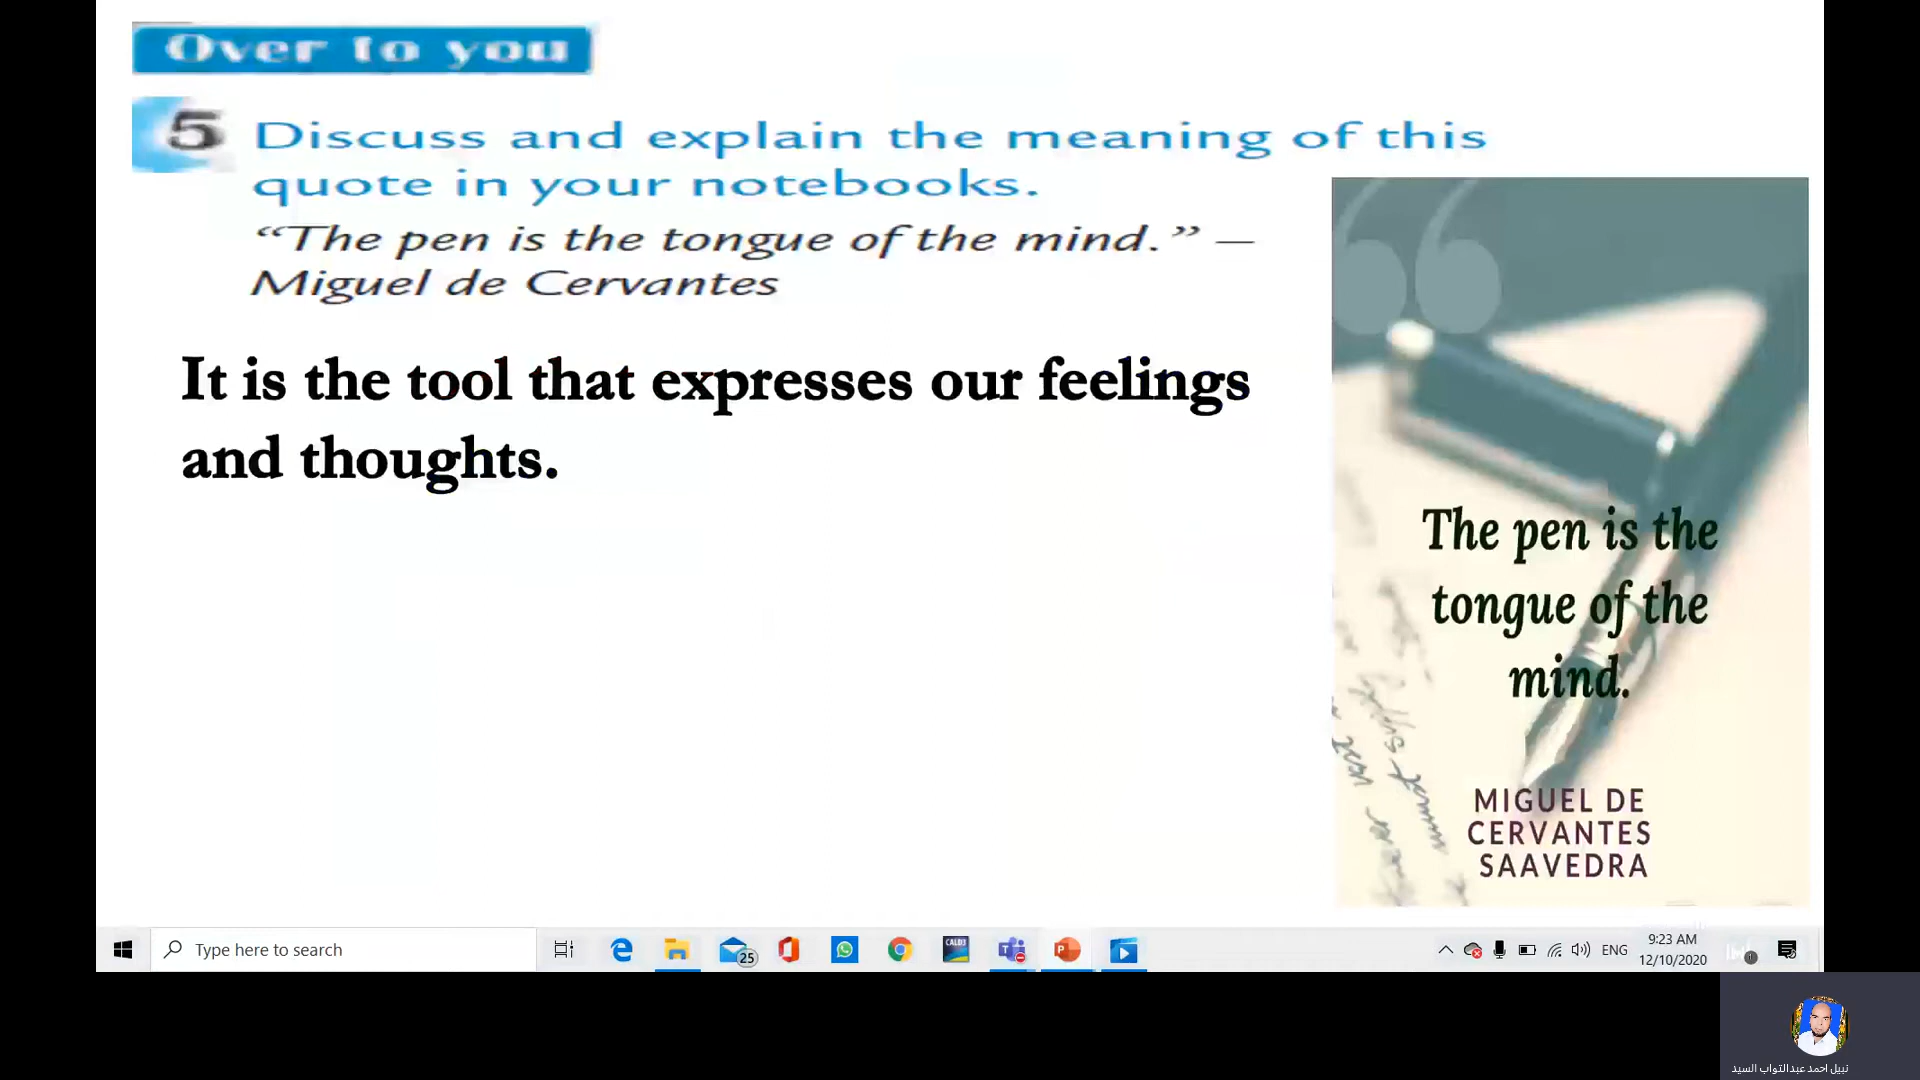 Over to you
5 Discuss and explain the meaning of this
quote in your notebooks.
“The pen is the tongue of the mind.” —
Miguel de Cervantes
It is the tool that expresses our feelings
and thoughts.
The pen is the
tongue of the
mind.
MIGUEL DE
CERVANTES
SAAVEDRA
Type here to search
25
CALD3
ENG
9:23 AM
12/10/2020
نبيل احمد عبدالتواب السيد